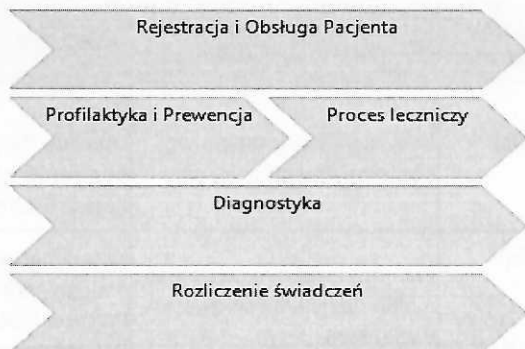 Rejestracja i Obsługa Pacjenta
Profilaktyka i Prewencja
Proces leczniczy
Diagnostyka
Rozliczenie świadczeń